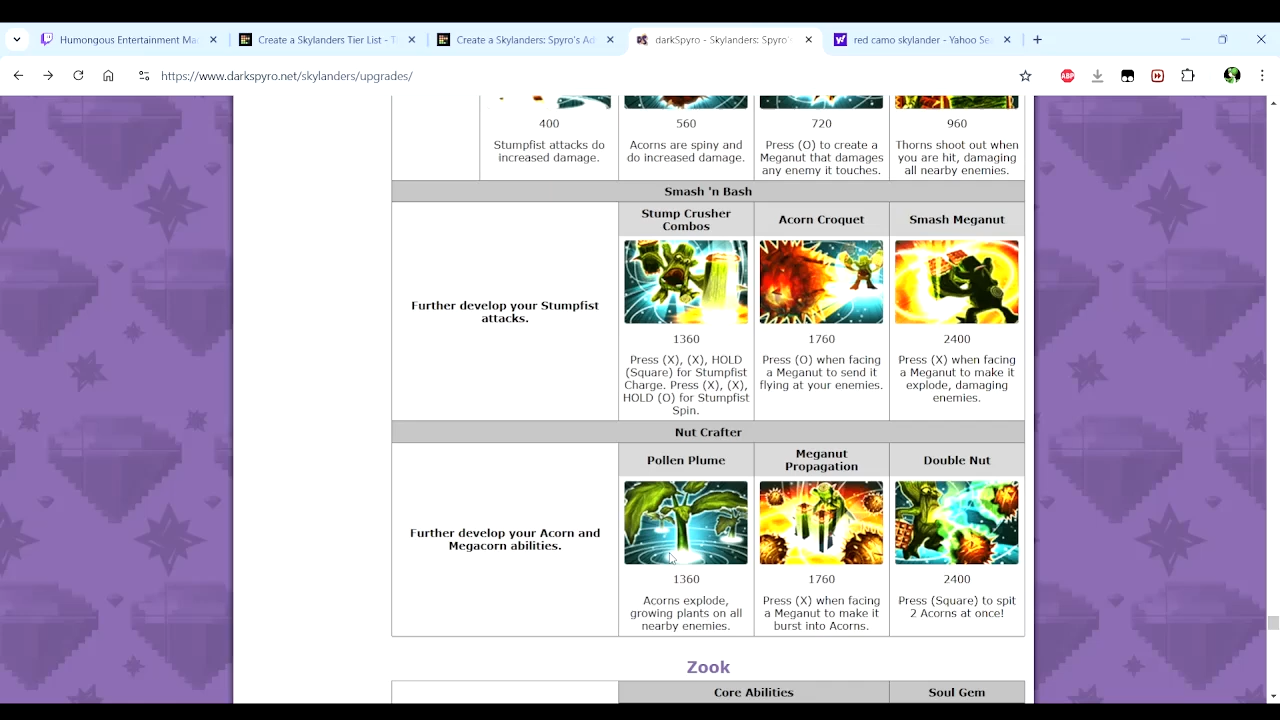 Humongous Entertainment Ma
Create a Skylanders Tier List - T
Create a Skylanders: Spyro's Ad
darkSpyro - Skylanders: Spyro's
red camo skylander - Yahoo Se
https://www.darkspyro.net/skylanders/upgrades/
ABP
400
560
720
960
Stumpfist attacks do
increased damage.
Acorns are spiny and
do increased damage.
Press (O) to create a
Meganut that damages
any enemy it touches.
Thorns shoot out when
you are hit, damaging
all nearby enemies.
Smash 'n Bash
Further develop your Stumpfist
attacks.
Stump Crusher
Combos
1360
Press (X), (X), HOLD
(Square) for Stumpfist
Charge. Press (X), (X),
HOLD (O) for Stumpfist
Spin.
Acorn Croquet
1760
Press (O) when facing
a Meganut to send it
flying at your enemies.
Smash Meganut
2400
Press (X) when facing
a Meganut to make it
explode, damaging
enemies.
Nut Crafter
Further develop your Acorn and
Megacorn abilities.
Pollen Plume
1360
Acorns explode,
growing plants on all
nearby enemies.
Meganut
Propagation
1760
Press (X) when facing
a Meganut to make it
burst into Acorns.
Double Nut
2400
Press (Square) to spit
2 Acorns at once!
Zook
Core Abilities
Soul Gem